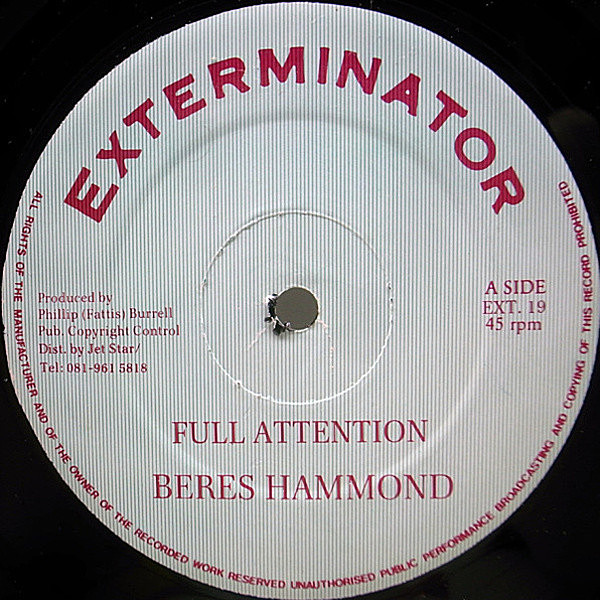 EXTERMINATOR
Produced by
Phillip (Fattis) Burrell
Pub. Copyright Control
Dist. by Jet Star/
Tel: 081-961 5818
A SIDE
EXT. 19
45 rpm
FULL ATTENTION
BERES HAMMOND
ALL RIGHTS OF THE MANUFACTURER AND OF THE OWNER OF THE RECORDED WORK RESERVED UNAUTHORISED PUBLIC PERFORMANCE BROADCASTING AND COPYING OF THIS RECORD PROHIBITED